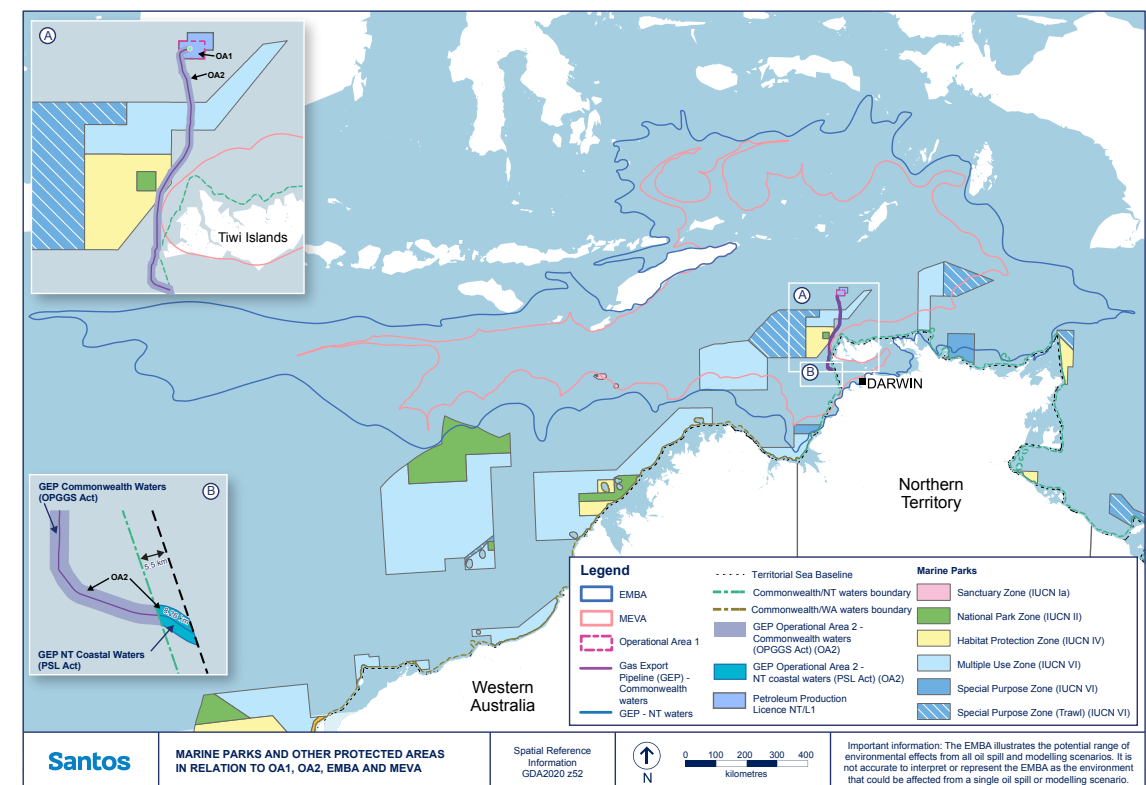 A
OA1
OA2
Tiwi Islands
A
B
DARWIN
GEP Commonwealth Waters
(OPGGS Act)
B
5.5 km
OA2
8.28 km
GEP NT Coastal Waters
(PSL Act)
Northern
Territory
Western
Australia
Legend
EMBA
MEVA
Operational Area 1
Gas Export
Pipeline (GEP) -
Commonwealth
waters
GEP - NT waters
Territorial Sea Baseline
Commonwealth/NT waters boundary
Commonwealth/WA waters boundary
GEP Operational Area 2 -
Commonwealth waters
(OPGGS Act) (OA2)
GEP Operational Area 2 -
NT coastal waters (PSL Act) (OA2)
Petroleum Production
Licence NT/L1
Marine Parks
Sanctuary Zone (IUCN Ia)
National Park Zone (IUCN II)
Habitat Protection Zone (IUCN IV)
Multiple Use Zone (IUCN VI)
Special Purpose Zone (IUCN VI)
Special Purpose Zone (Trawl) (IUCN VI)
Santos
MARINE PARKS AND OTHER PROTECTED AREAS
IN RELATION TO OA1, OA2, EMBA AND MEVA
Spatial Reference
Information
GDA2020 z52
N
0 100 200 300 400
kilometres
Important information: The EMBA illustrates the potential range of
environmental effects from all oil spill and modelling scenarios. It is
not accurate to interpret or represent the EMBA as the environment
that could be affected from a single oil spill or modelling scenario.